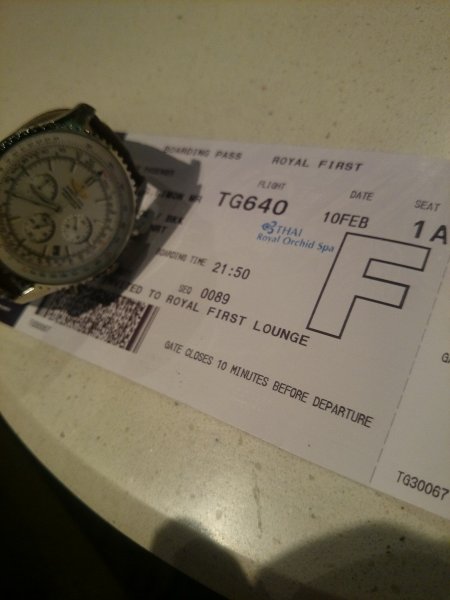 BOARDING PASS ROYAL FIRST
FLIGHT DATE SEAT
TG640 10FEB 1A
THAI
Royal Orchid Spa
BOARDING TIME 21:50
SEQ 0089
TO ROYAL FIRST LOUNGE
F
GATE CLOSES 10 MINUTES BEFORE DEPARTURE
TG30067